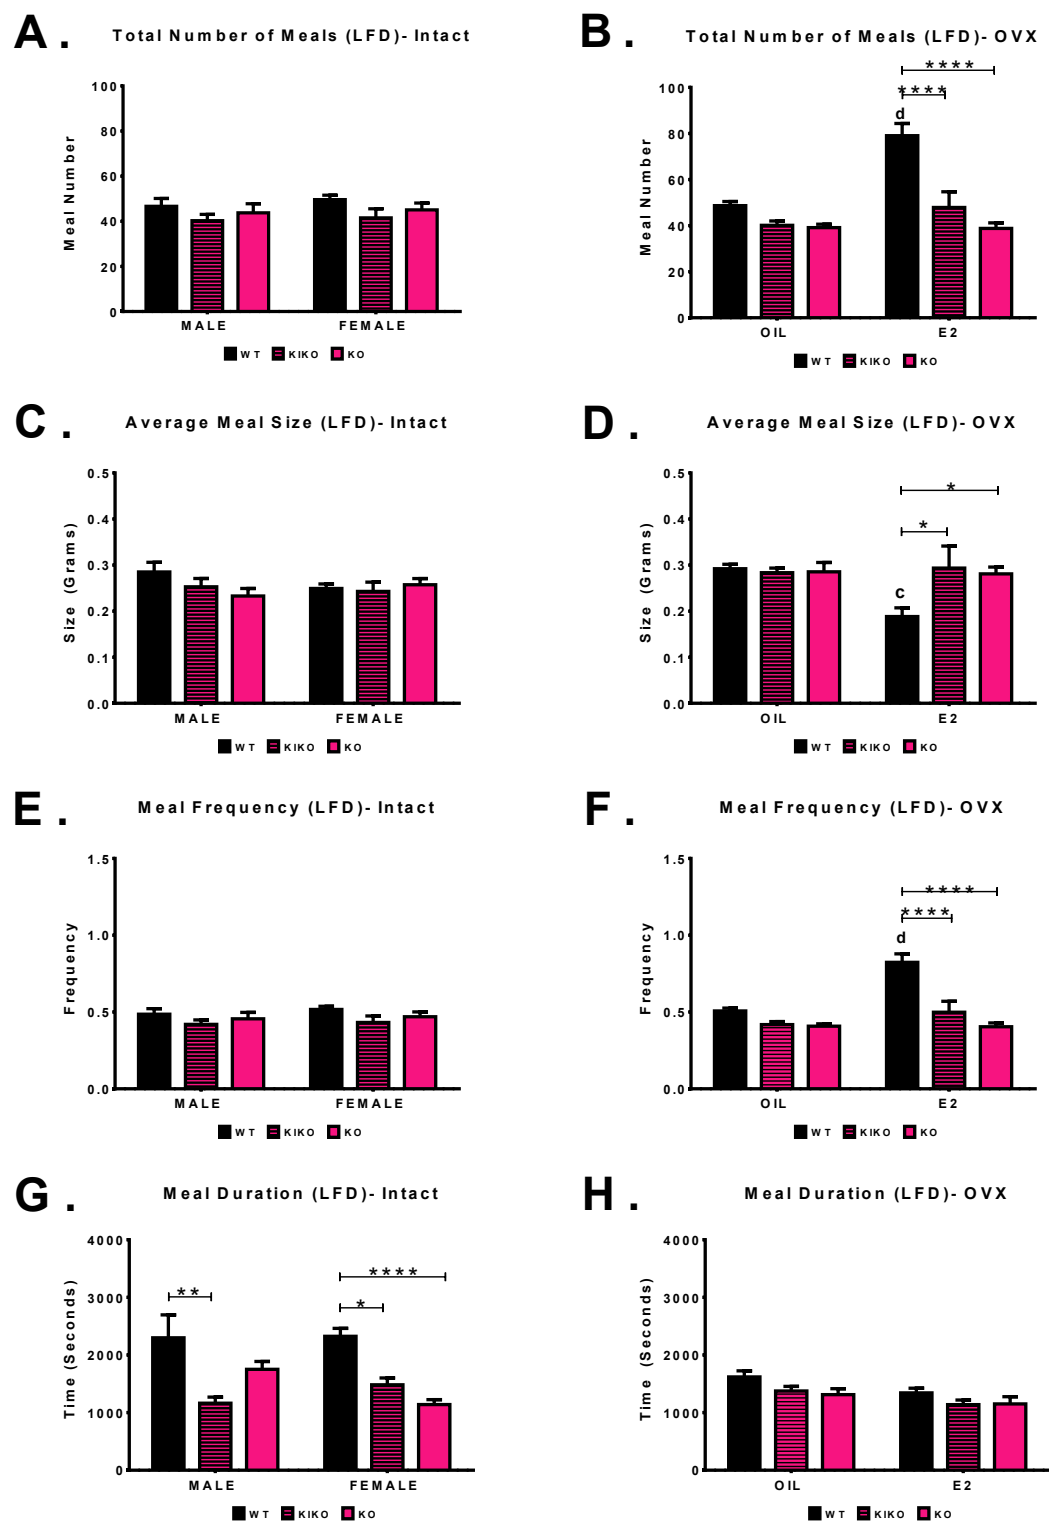 A .
Total Number of Meals (LFD)- Intact
100
80
60
40
20
0
Meal Number
MALE
FEMALE
WT KIKO KO
B .
Total Number of Meals (LFD)- OVX
100
80
60
40
20
0
Meal Number
****
****
d
OIL
E2
WT KIKO KO
C .
Average Meal Size (LFD)- Intact
0.5
0.4
0.3
0.2
0.1
0.0
Size (Grams)
MALE
FEMALE
WT KIKO KO
D .
Average Meal Size (LFD)- OVX
0.5
0.4
0.3
0.2
0.1
0.0
Size (Grams)
*
*
c
OIL
E2
WT KIKO KO
E .
Meal Frequency (LFD)- Intact
1.5
1.0
0.5
0.0
Frequency
MALE
FEMALE
WT KIKO KO
F .
Meal Frequency (LFD)- OVX
1.5
1.0
0.5
0.0
Frequency
****
****
d
OIL
E2
WT KIKO KO
G .
Meal Duration (LFD)- Intact
4000
3000
2000
1000
0
Time (Seconds)
**
****
*
MALE
FEMALE
WT KIKO KO
H .
Meal Duration (LFD)- OVX
4000
3000
2000
1000
0
Time (Seconds)
OIL
E2
WT KIKO KO